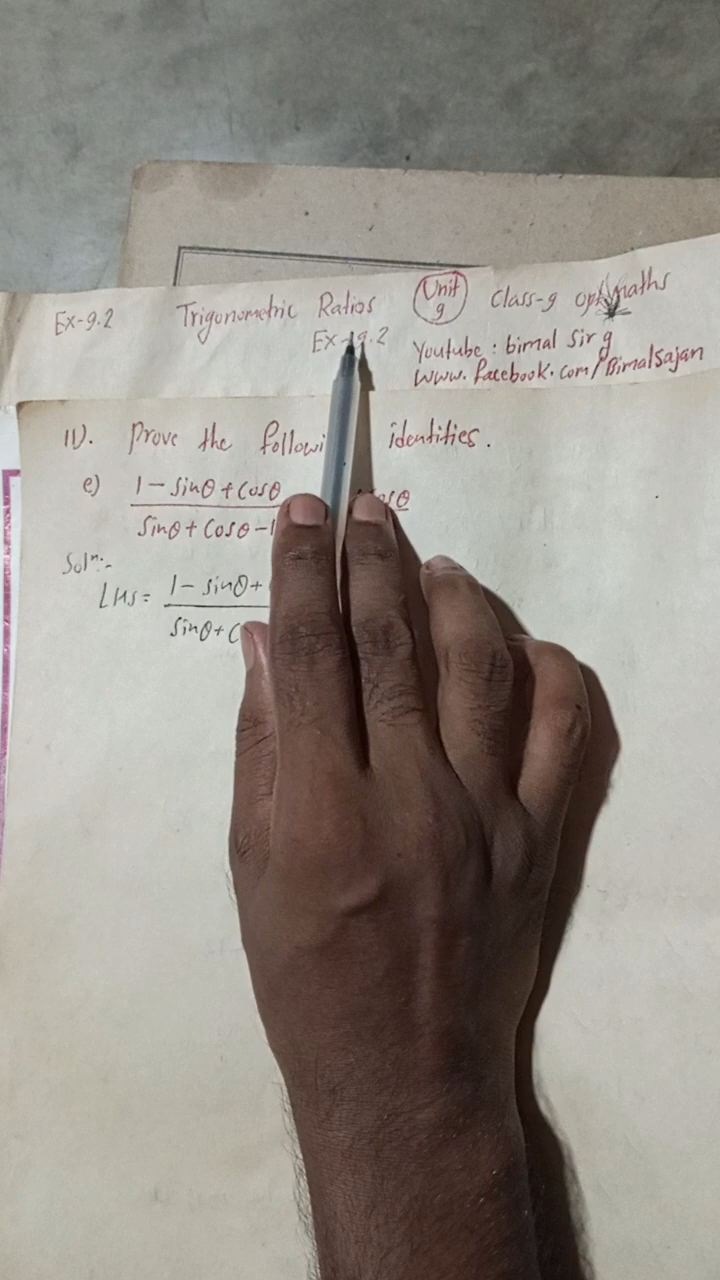 Ex-9.2 Trigonometric Ratios Unit 9 Class-9 opt maths
Ex-9.2
Youtube : bimal Sir g
www.facebook.com/Bimalsajan
11). Prove the followi identities.
e) 1 - sinθ + cosθ
sinθ + cosθ - 1
Solⁿ:-
LHS = 1 - sinθ +
sinθ + C